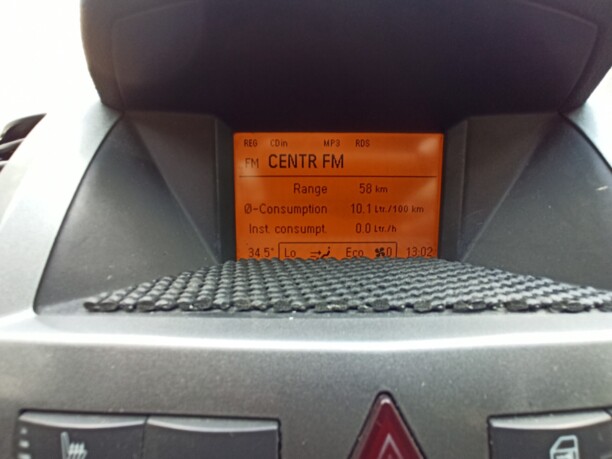 REG CDin MP3 RDS
FM CENTR FM
Range 58 km
Ø-Consumption 10.1 Ltr./100 km
Inst. consumpt. 0.0 Ltr./h
34.5° Lo Eco 0 13:02